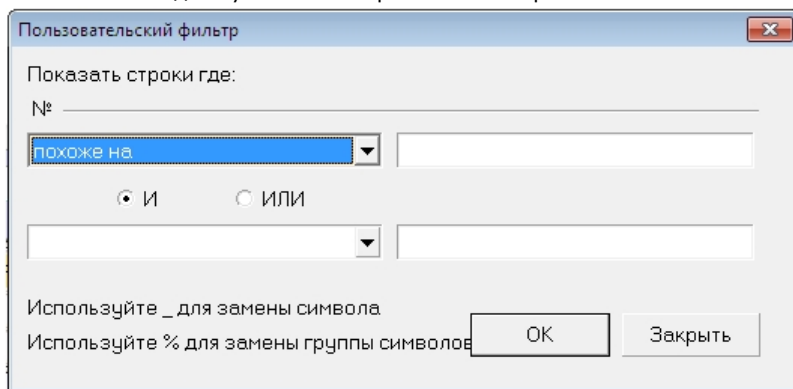 Пользовательский фильтр
Показать строки где:
№
похоже на
И ИЛИ
Используйте _ для замены символа
Используйте % для замены группы символов
OK Закрыть